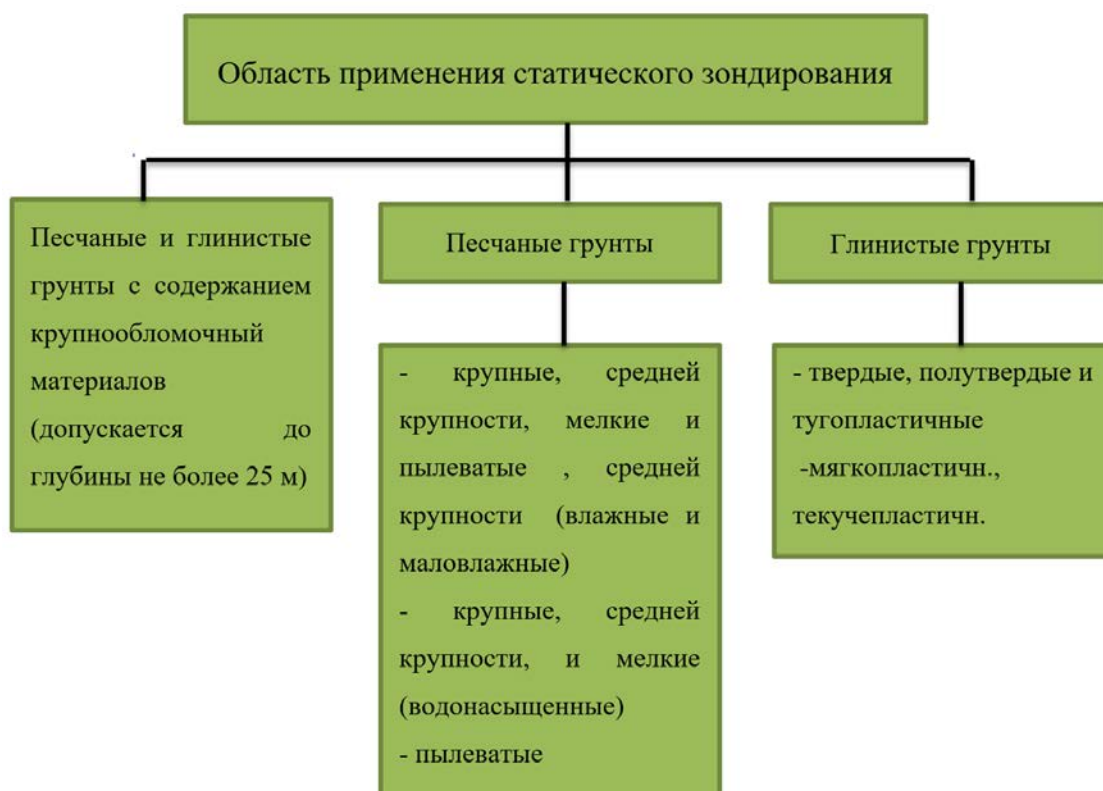 Область применения статического зондирования
Песчаные и глинистые
грунты с содержанием
крупнообломочный
материалов
(допускается до
глубины не более 25 м)
Песчаные грунты
- крупные, средней
крупности, мелкие и
пылеватые , средней
крупности (влажные и
маловлажные)
- крупные, средней
крупности, и мелкие
(водонасыщенные)
- пылеватые
Глинистые грунты
- твердые, полутвердые и
тугопластичные
-мягкопластичн.,
текучепластичн.